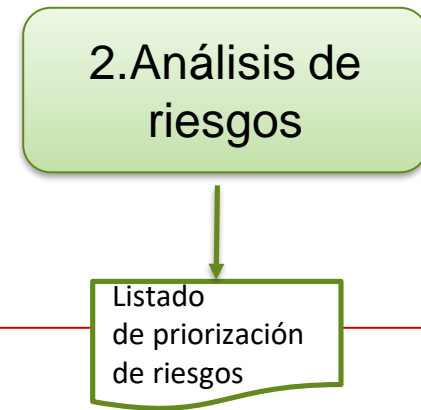 2.Análisis de
riesgos
Listado
de priorización
de riesgos